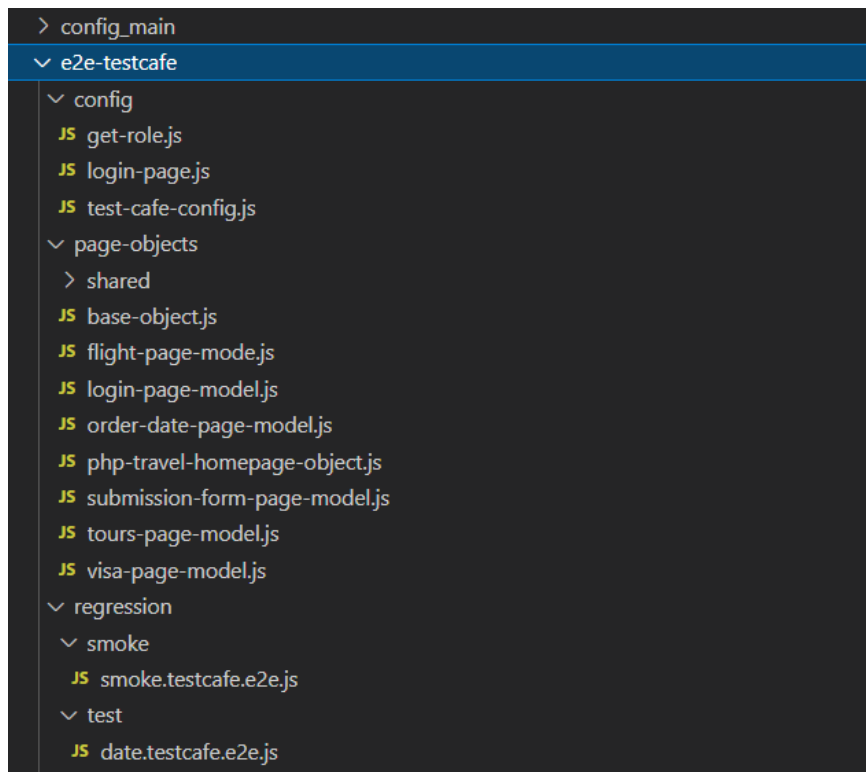 config_main
e2e-testcafe
config
JS get-role.js
JS login-page.js
JS test-cafe-config.js
page-objects
shared
JS base-object.js
JS flight-page-mode.js
JS login-page-model.js
JS order-date-page-model.js
JS php-travel-homepage-object.js
JS submission-form-page-model.js
JS tours-page-model.js
JS visa-page-model.js
regression
smoke
JS smoke.testcafe.e2e.js
test
JS date.testcafe.e2e.js